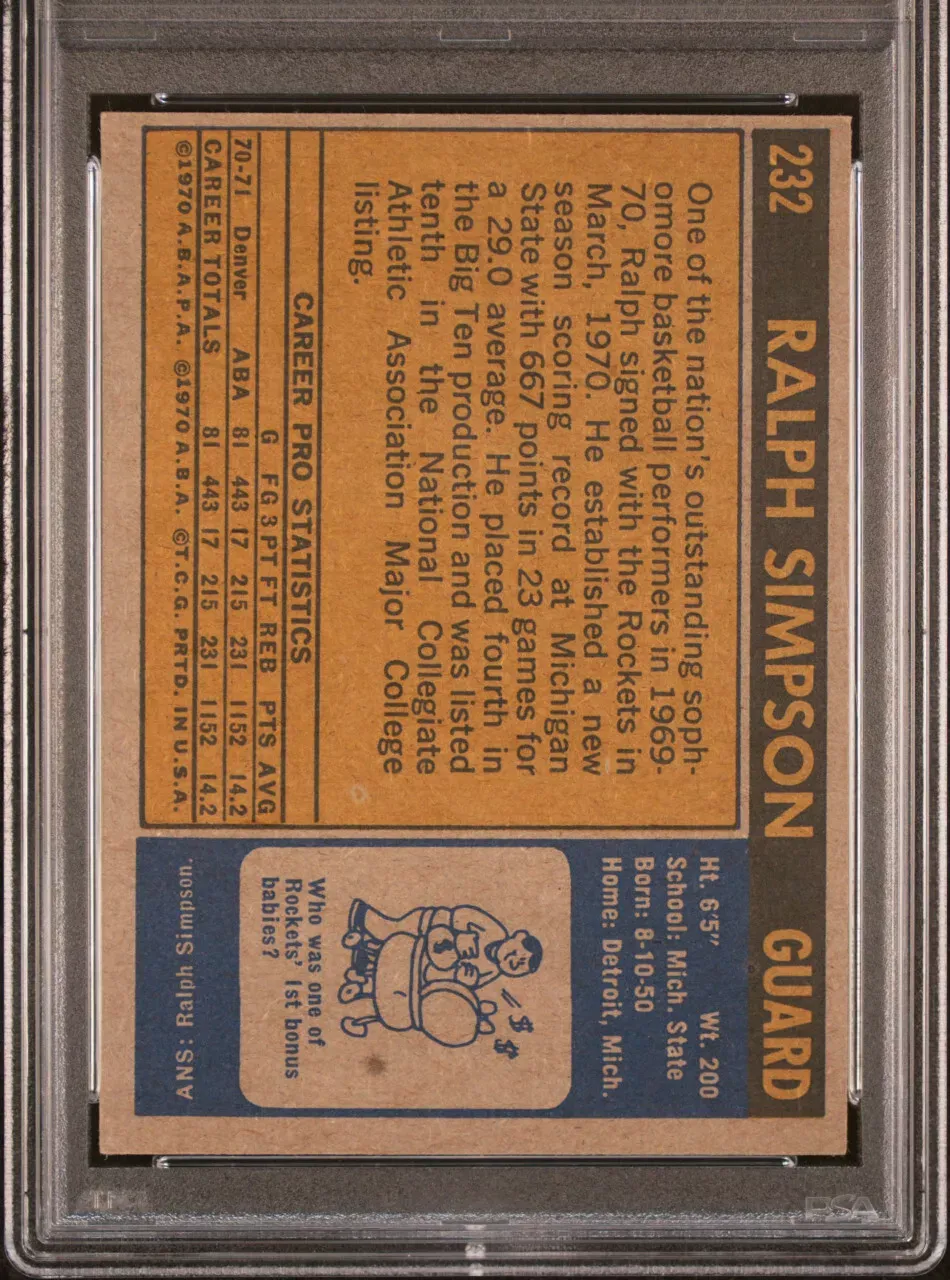 232 RALPH SIMPSON GUARD
One of the nation's outstanding soph-
omore basketball performers in 1969-
70, Ralph signed with the Rockets in
March, 1970. He established a new
season scoring record at Michigan
State with 667 points in 23 games for
a 29.0 average. He placed fourth in
the Big Ten production and was listed
tenth in the National Collegiate
Athletic Association Major College
listing.
CAREER PRO STATISTICS
G FG 3 PT FT REB PTS AVG
70-71 Denver ABA 81 443 17 215 231 1152 14.2
CAREER TOTALS 81 443 17 215 231 1152 14.2
©1970 A.B.A.P.A. ©1970 A.B.A. ©T.C.G. PRTD. IN U.S.A.
Ht. 6'5" Wt. 200
School: Mich. State
Born: 8-10-50
Home: Detroit, Mich.
$ $
$
Who was one of
Rockets' 1st bonus
babies?
ANS: Ralph Simpson.
PSA